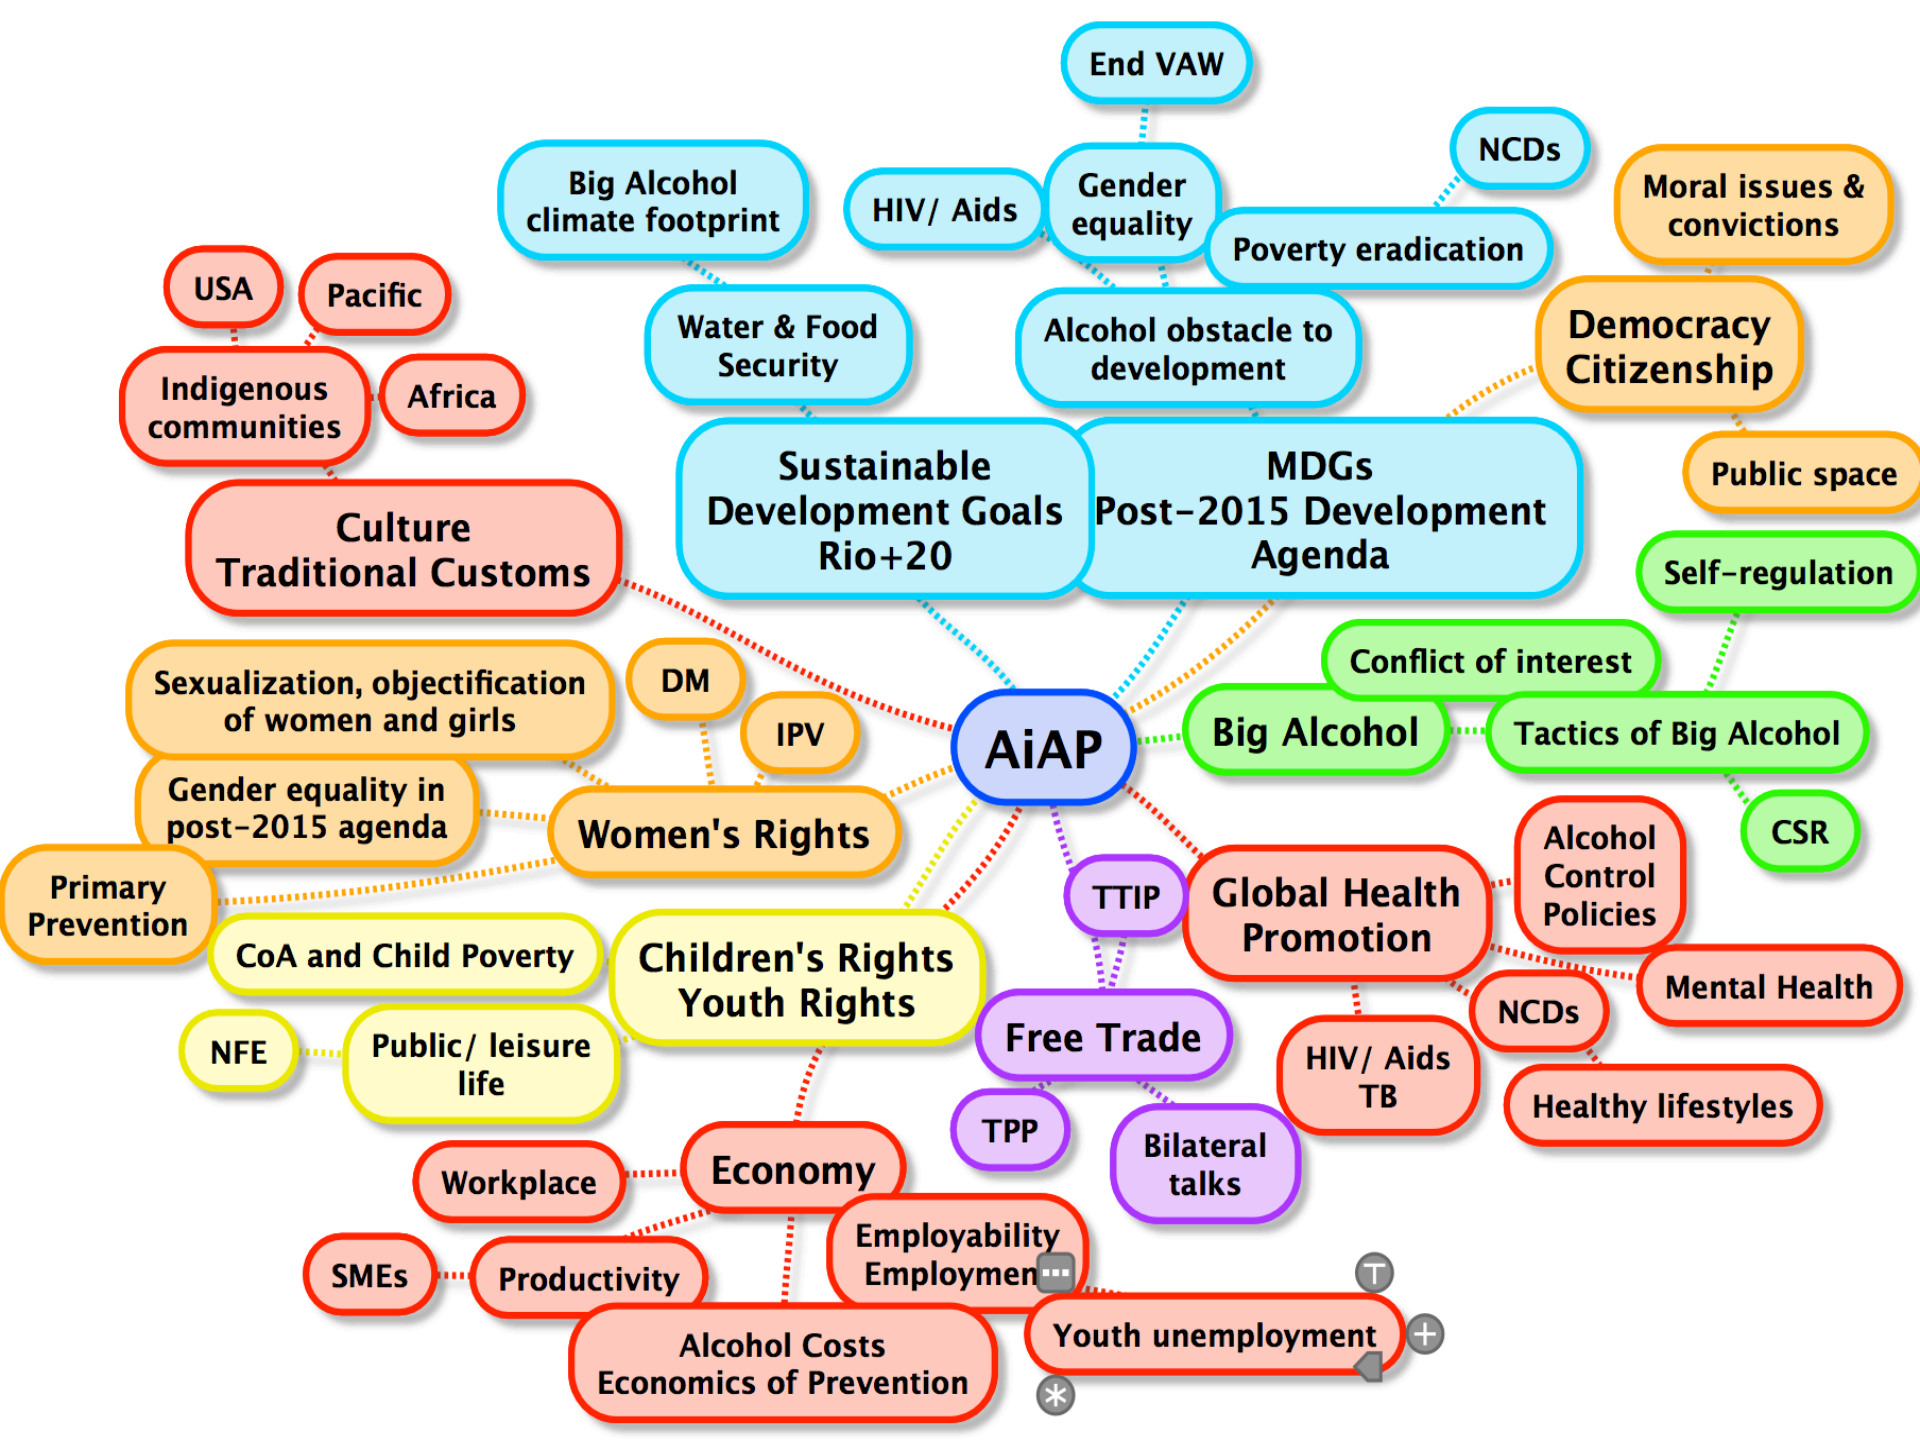 End VAW
NCDs
Big Alcohol
climate footprint
HIV/ Aids
Gender
equality
Poverty eradication
Moral issues &
convictions
USA
Pacific
Water & Food
Security
Alcohol obstacle to
development
Democracy
Citizenship
Indigenous
communities
Africa
Public space
Sustainable
Development Goals
Rio+20
MDGs
Post-2015 Development
Agenda
Culture
Traditional Customs
Self-regulation
Sexualization, objectification
of women and girls
DM
IPV
AiAP
Conflict of interest
Big Alcohol
Tactics of Big Alcohol
Gender equality in
post-2015 agenda
Women's Rights
CSR
Primary
Prevention
TTIP
Global Health
Promotion
Alcohol
Control
Policies
CoA and Child Poverty
Children's Rights
Youth Rights
Mental Health
NCDs
NFE
Public/ leisure
life
Free Trade
HIV/ Aids
TB
Healthy lifestyles
TPP
Bilateral
talks
Workplace
Economy
Employability
Employmen
SMEs
Productivity
Youth unemployment
Alcohol Costs
Economics of Prevention